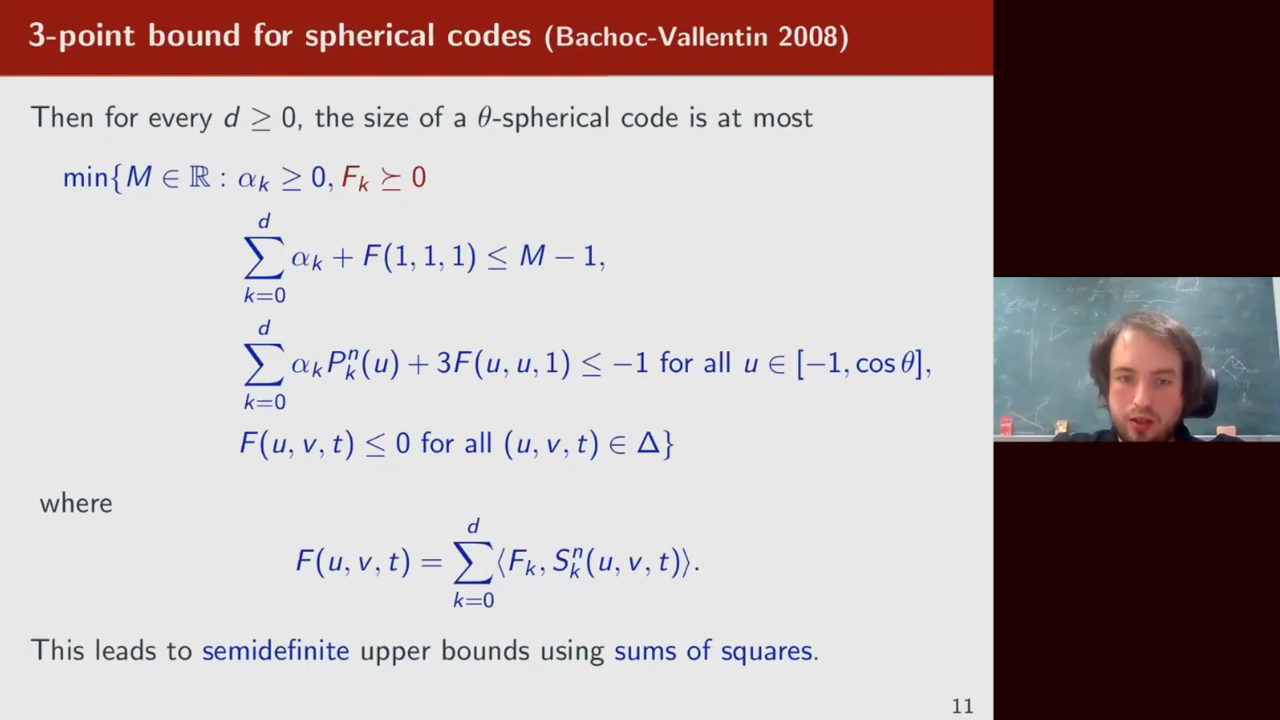 3-point bound for spherical codes (Bachoc-Vallentin 2008)
Then for every d ≥ 0, the size of a θ-spherical code is at most
min{M ∈ ℝ : α_k ≥ 0, F_k ⪰ 0
∑_{k=0}^{d} α_k + F(1, 1, 1) ≤ M − 1,
∑_{k=0}^{d} α_k P_k^n(u) + 3F(u, u, 1) ≤ −1 for all u ∈ [−1, cos θ],
F(u, v, t) ≤ 0 for all (u, v, t) ∈ Δ}
where
F(u, v, t) = ∑_{k=0}^{d} ⟨F_k, S_k^n(u, v, t)⟩.
This leads to semidefinite upper bounds using sums of squares.
11